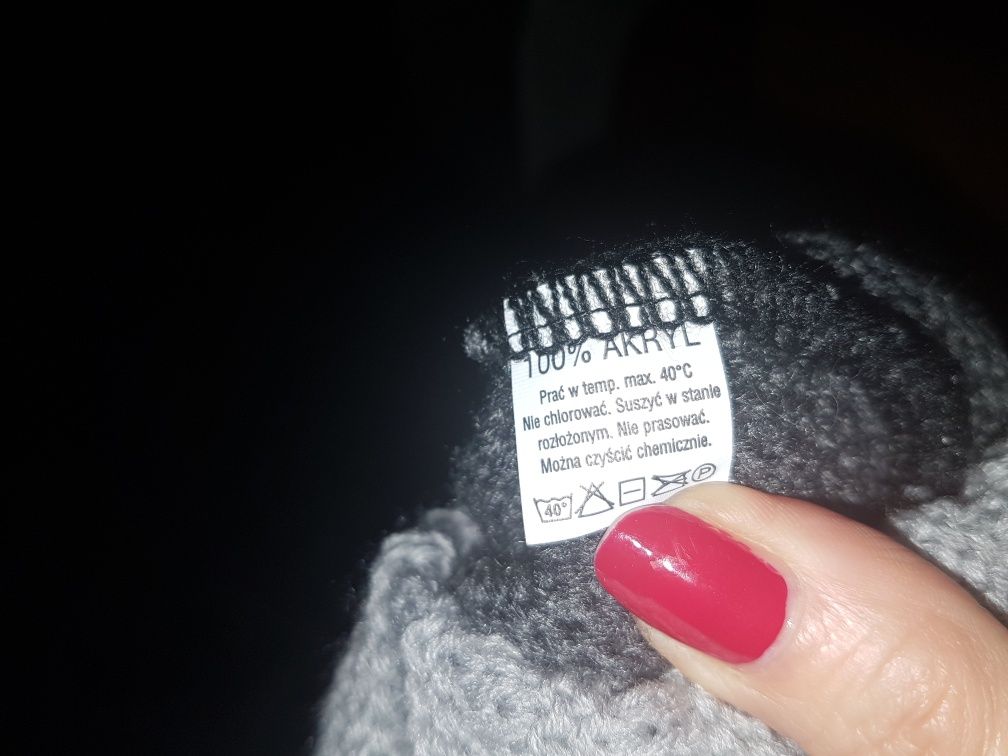 100% AKRYL
Prać w temp. max. 40°C
Nie chlorować. Suszyć w stanie
rozłożonym. Nie prasować.
Można czyścić chemicznie.
40° P